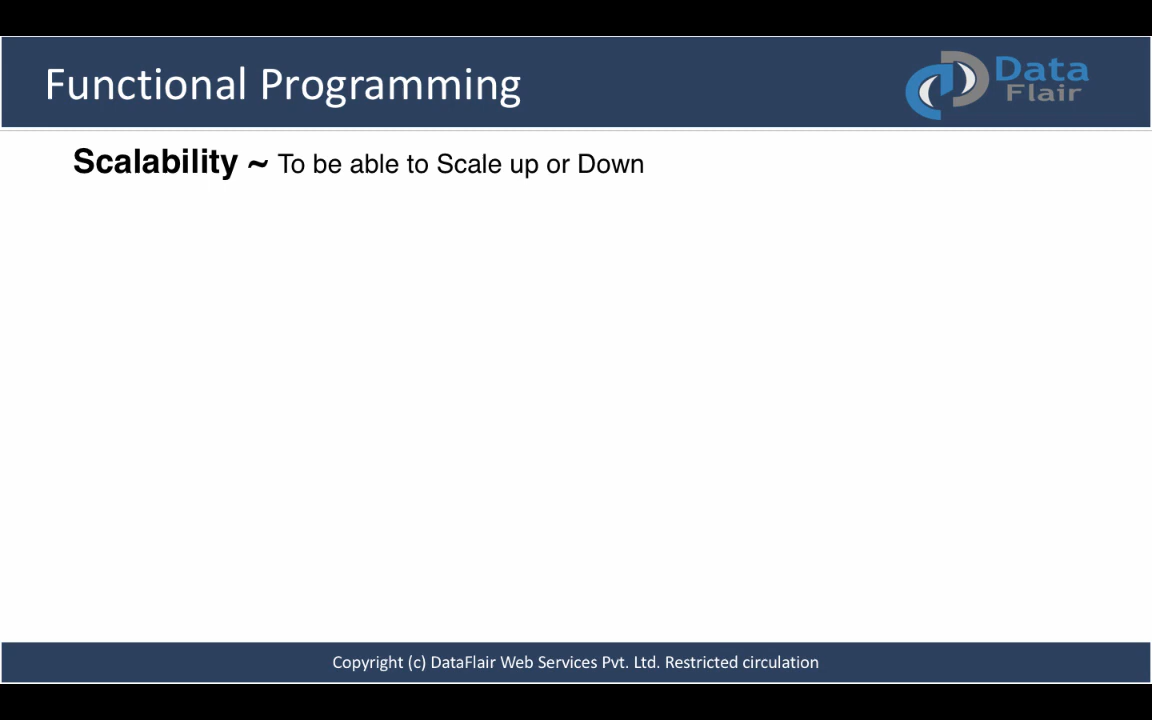 Functional Programming
Data
Flair
Scalability ~ To be able to Scale up or Down
Copyright (c) DataFlair Web Services Pvt. Ltd. Restricted circulation